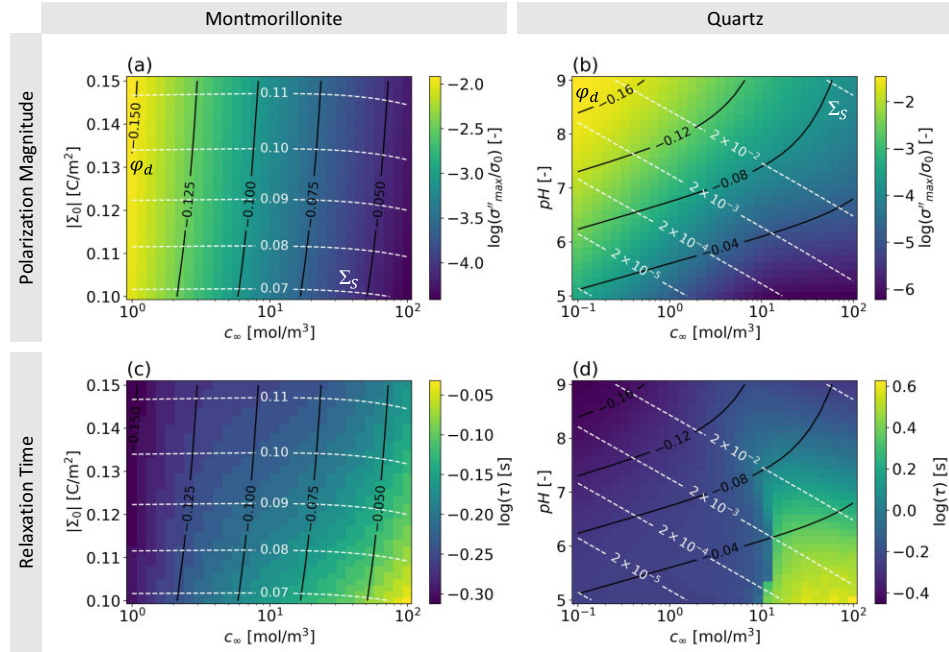 Montmorillonite
Quartz
Polarization Magnitude
Relaxation Time
(a)
0.15
0.14
0.13
0.12
0.11
0.10
|Σ₀| [C/m²]
10⁰
10¹
10²
c∞ [mol/m³]
−0.150
−0.125
−0.100
−0.075
−0.050
0.11
0.10
0.09
0.08
0.07
φ_d
Σ_S
−2.0
−2.5
−3.0
−3.5
−4.0
log(σ''_max/σ₀) [-]
(b)
9
8
7
6
5
pH [-]
10⁻¹
10⁰
10¹
10²
c∞ [mol/m³]
φ_d
Σ_S
−0.16
−0.12
−0.08
−0.04
2 × 10⁻²
2 × 10⁻³
2 × 10⁻⁴
2 × 10⁻⁵
−2
−3
−4
−5
−6
log(σ''_max/σ₀) [-]
(c)
0.15
0.14
0.13
0.12
0.11
0.10
|Σ₀| [C/m²]
10⁰
10¹
10²
c∞ [mol/m³]
−0.150
−0.125
−0.100
−0.075
−0.050
0.11
0.10
0.09
0.08
0.07
−0.05
−0.10
−0.15
−0.20
−0.25
−0.30
log(τ) [s]
(d)
9
8
7
6
5
pH [-]
10⁻¹
10⁰
10¹
10²
c∞ [mol/m³]
−0.12
−0.08
−0.04
2 × 10⁻²
2 × 10⁻³
2 × 10⁻⁴
2 × 10⁻⁵
0.6
0.4
0.2
0.0
−0.2
−0.4
log(τ) [s]